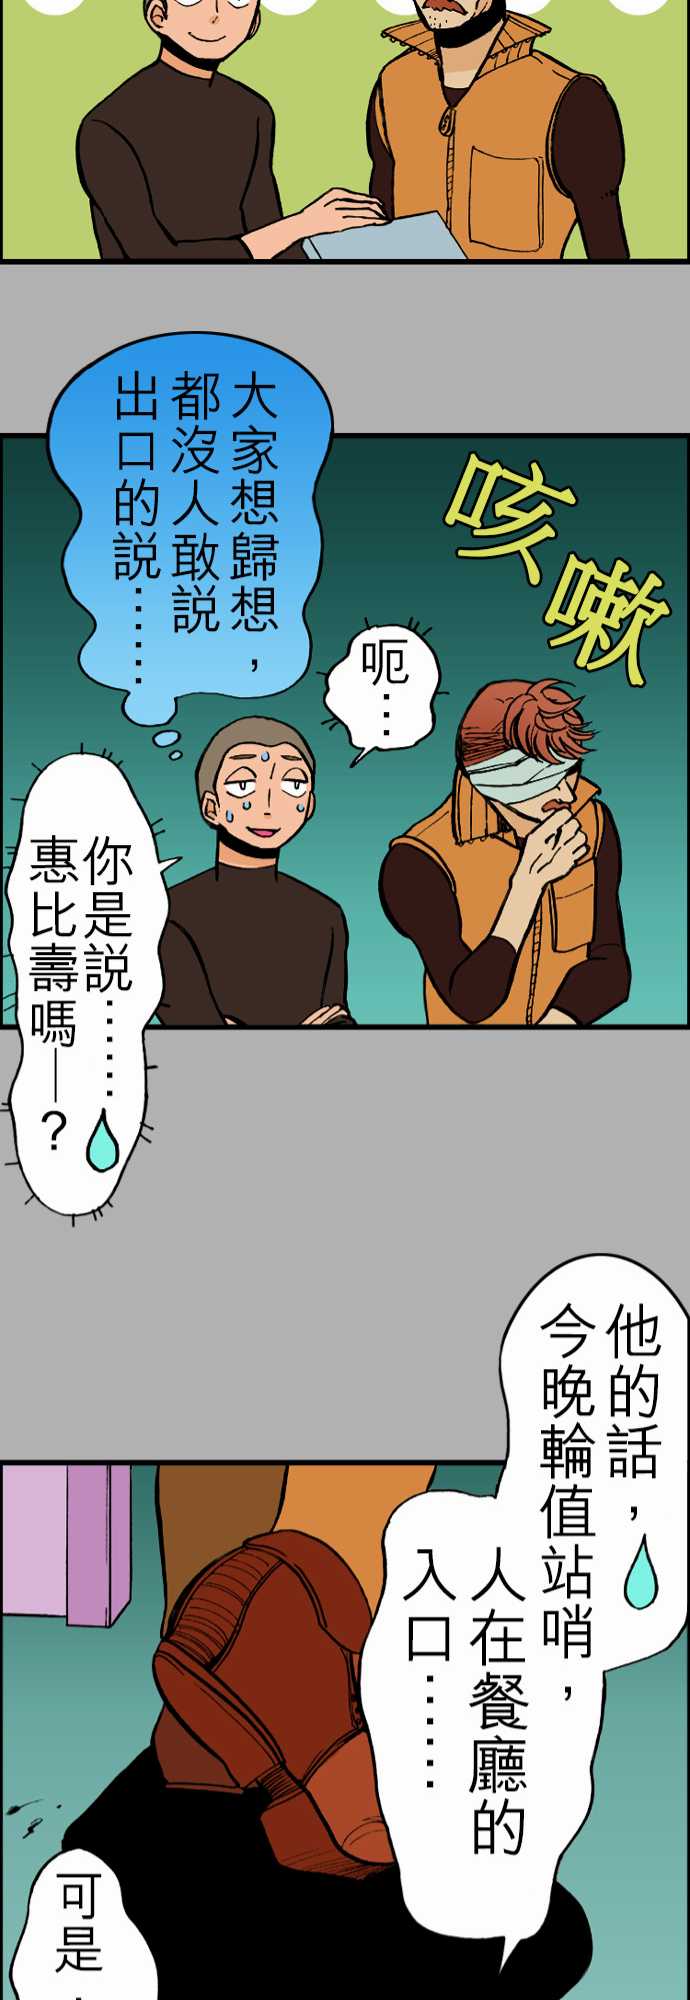 大家想歸想，
都沒人敢說
出口的説……
咳嗽
呃…
你是説……
惠比壽嗎—？
他的話，
今晚輪值站哨，
人在餐廳的
入口……
可是，